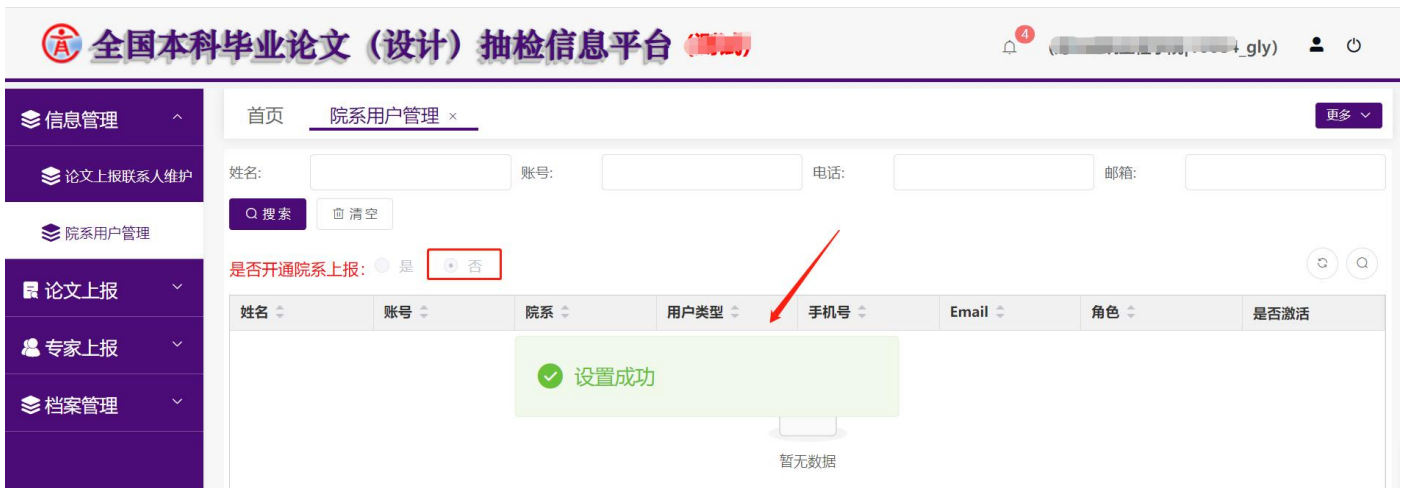 全国本科毕业论文（设计）抽检信息平台
4
_gly)
信息管理
首页 院系用户管理 ×
更多
论文上报联系人维护
姓名: 账号: 电话: 邮箱:
搜索 清空
院系用户管理
是否开通院系上报: 是 否
论文上报
姓名 账号 院系 用户类型 手机号 Email 角色 是否激活
专家上报
设置成功
档案管理
暂无数据